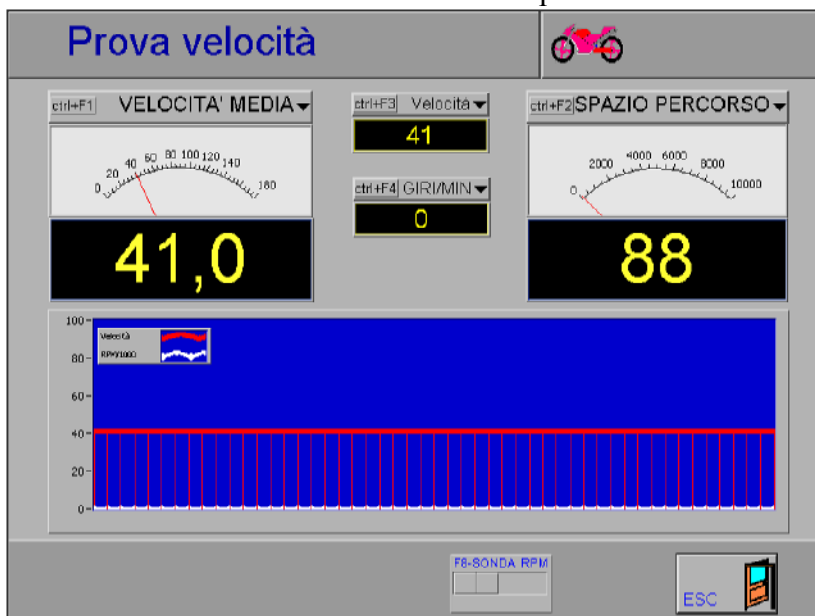 Prova velocità
ctrl+F1 VELOCITA' MEDIA
0 20 40 60 80 100 120 140 180
41,0
ctrl+F3 Velocità
41
ctrl+F4 GIRI/MIN
0
ctrl+F2 SPAZIO PERCORSO
0 2000 4000 6000 8000 10000
88
100
80
60
40
20
0
Velocità
RPM/1000
F8-SONDA RPM
ESC